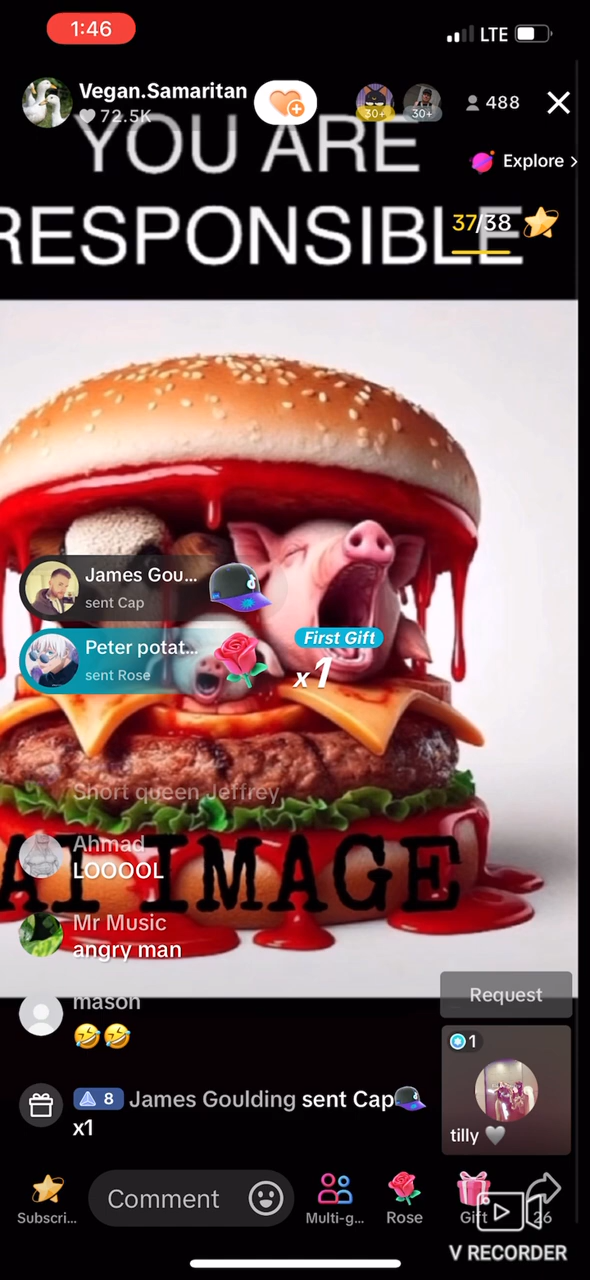 1:46
LTE
Vegan.Samaritan
72.5K
30+
30+
488
YOU ARE
Explore >
RESPONSIBLE
37/38
James Gou...
sent Cap
Peter potat...
sent Rose
First Gift
x1
Short queen Jeffrey
Ahmad
LOOOOL
AI IMAGE
Mr Music
angry man
Request
mason
🤣🤣
1
8 James Goulding sent Cap
x1
tilly 🩶
Comment
Subscri...
Multi-g...
Rose
Gift
26
V RECORDER